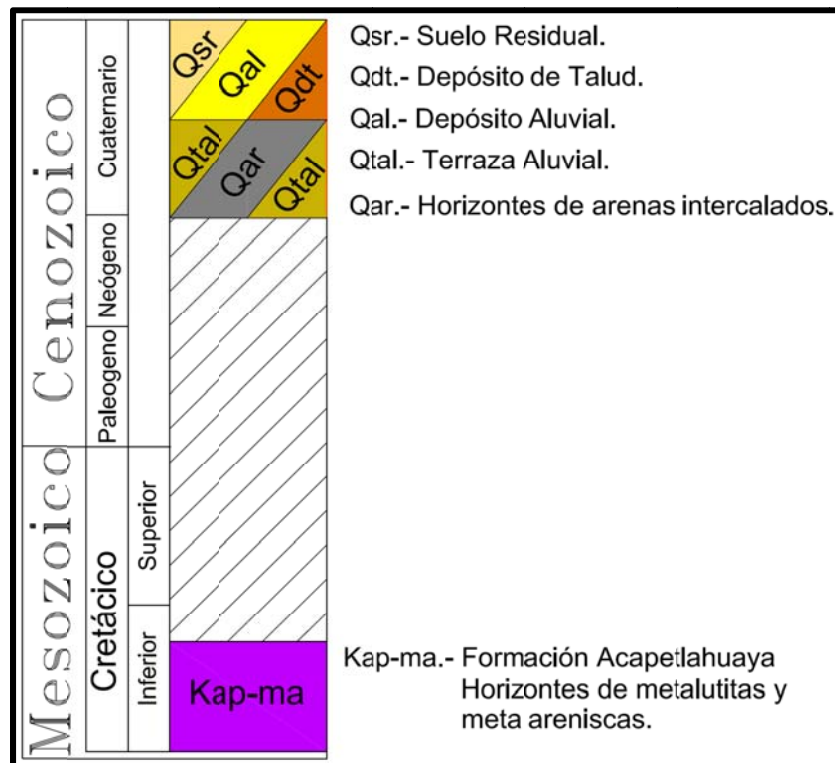 Cenozoico
Mesozoico
Cuaternario
Neógeno
Paleogeno
Cretácico
Superior
Inferior
Qsr
Qal
Qdt
Qtal
Qar
Qtal
Kap-ma
Qsr.- Suelo Residual.
Qdt.- Depósito de Talud.
Qal.- Depósito Aluvial.
Qtal.- Terraza Aluvial.
Qar.- Horizontes de arenas intercalados.
Kap-ma.- Formación Acapetlahuaya
Horizontes de metalutitas y
meta areniscas.